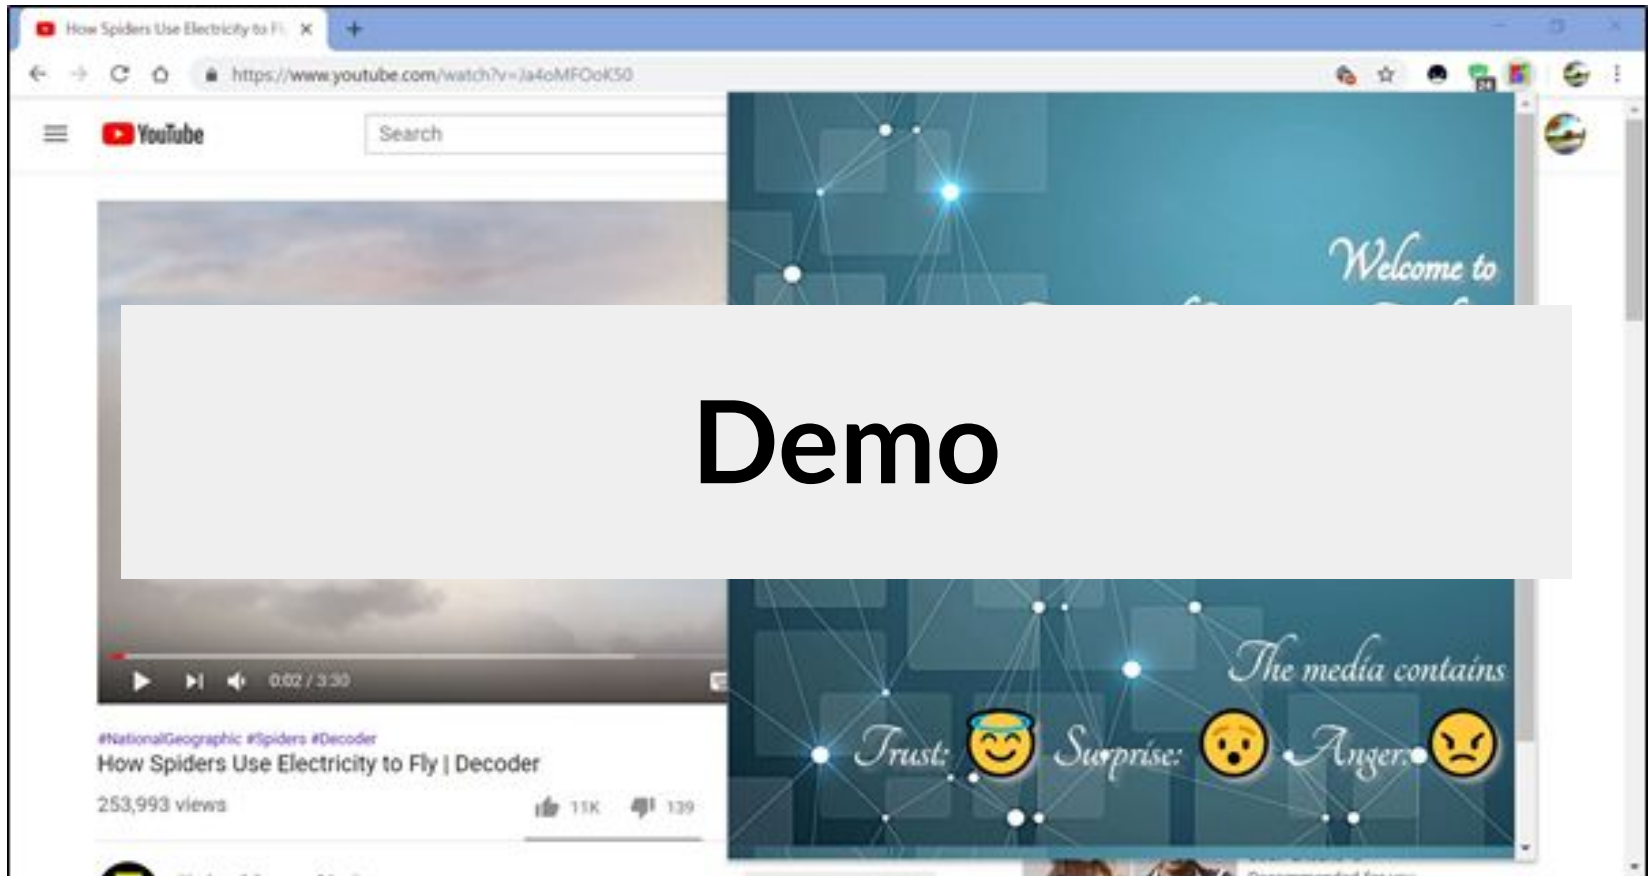 How Spiders Use Electricity to Fl
https://www.youtube.com/watch?v=Ja4oMFOoK50
YouTube
Search
Welcome to
Demo
The media contains
Trust: Surprise: Anger:
0:02 / 3:30
#NationalGeographic #Spiders #Decoder
How Spiders Use Electricity to Fly | Decoder
253,993 views
11K 139